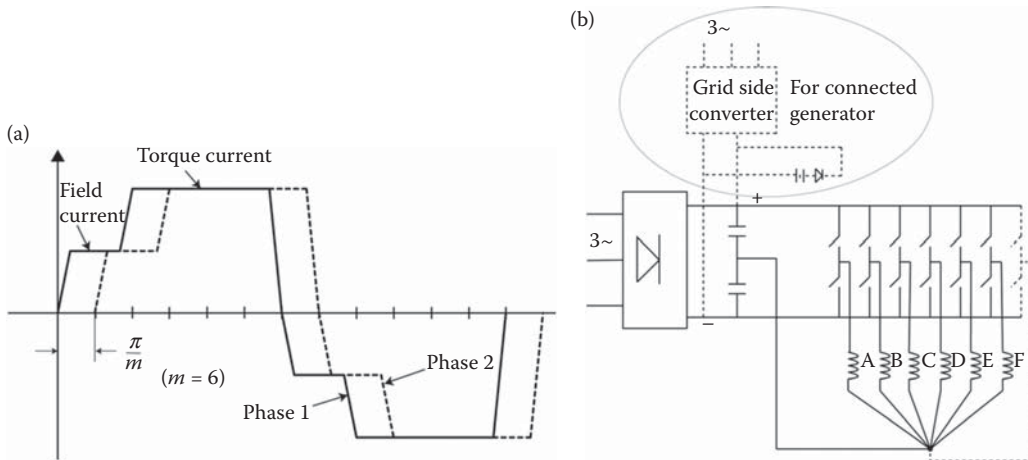 (a)
Torque current
Field
current
π/m
(m = 6)
Phase 2
Phase 1
(b)
3~
Grid side
converter
For connected
generator
+
3~
−
A
B
C
D
E
F